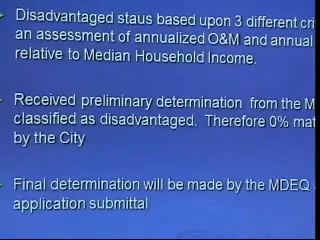 Disadvantaged staus based upon 3 different cri
an assessment of annualized O&M and annual
relative to Median Household Income.
Received preliminary determination from the M
classified as disadvantaged. Therefore 0% mat
by the City
Final determination will be made by the MDEQ
application submittal